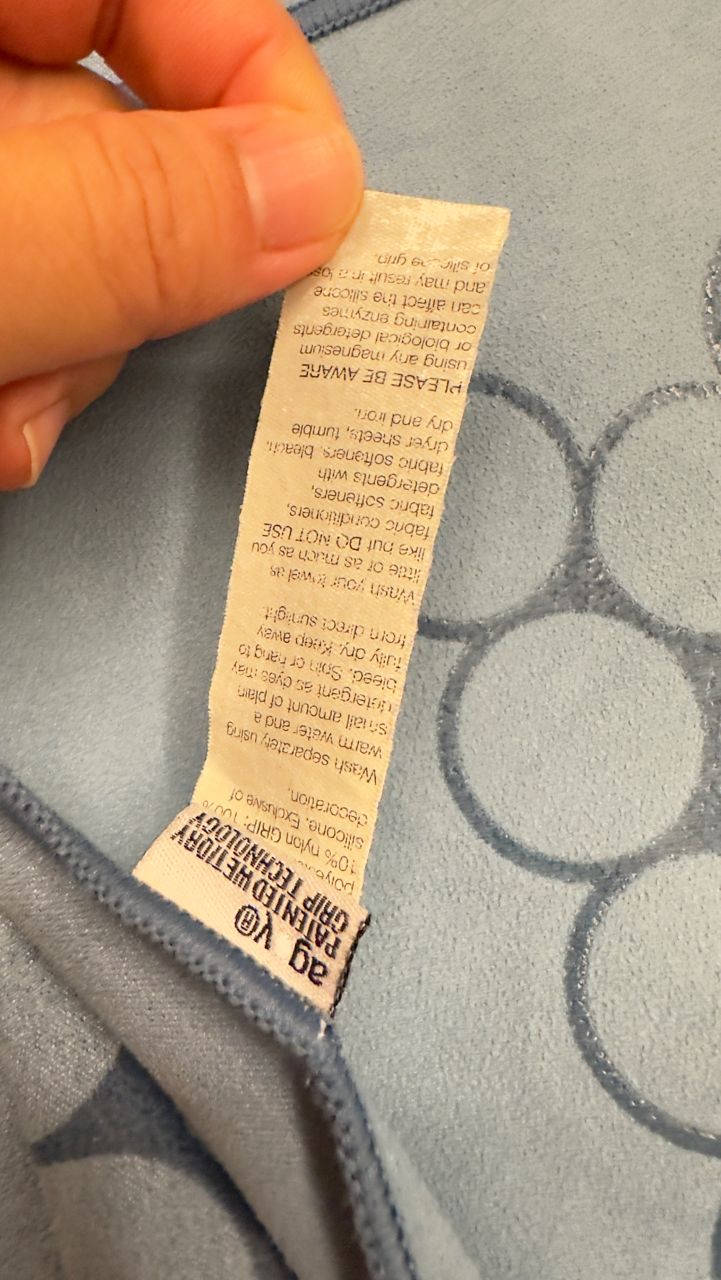 ag y®
PATENTED WET/DRY
GRIP TECHNOLOGY
10% nylon GRIP: 100%
silicone. Exclusive of
decoration.
Wash separately using
warm water and a
small amount of plain
detergent as dyes may
bleed. Spin or hang to
fully dry. Keep away
from direct sunlight.
Wash your towel as
little or as much as you
like but DO NOT USE
fabric conditioners,
fabric softeners,
detergents with
fabric softeners, bleach,
dryer sheets, tumble
dry and iron.
PLEASE BE AWARE
using any magnesium
or biological detergents
containing enzymes
can affect the silicone
and may result in a loss
of silicone grip.